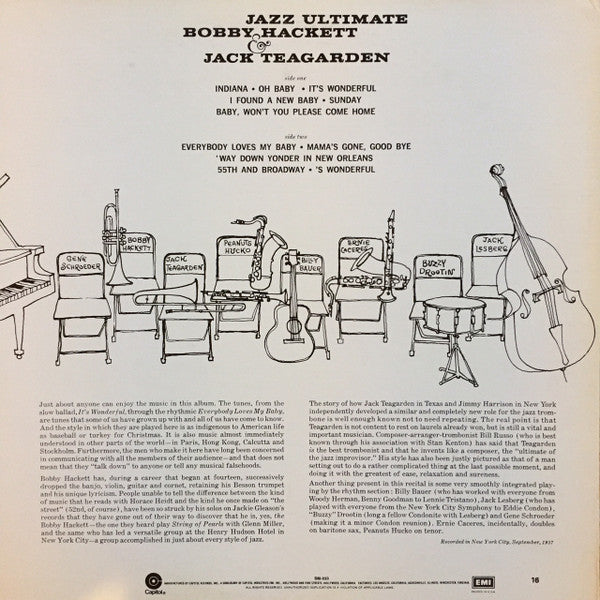 JAZZ ULTIMATE
BOBBY HACKETT
&
JACK TEAGARDEN
side one
INDIANA • OH BABY • IT'S WONDERFUL
I FOUND A NEW BABY • SUNDAY
BABY, WON'T YOU PLEASE COME HOME
side two
EVERYBODY LOVES MY BABY • MAMA'S GONE, GOOD BYE
'WAY DOWN YONDER IN NEW ORLEANS
55TH AND BROADWAY • 'S WONDERFUL
GENE SCHROEDER
BOBBY HACKETT
JACK TEAGARDEN
PEANUTS HUCKO
BILLY BAUER
ERNIE CACERES
BUZZY DROOTIN'
JACK LESBERG
Just about anyone can enjoy the music in this album. The tunes, from the
slow ballad, It's Wonderful, through the rhythmic Everybody Loves My Baby,
are tunes that some of us have grown up with and all of us have come to know.
And the style in which they are played here is as indigenous to American life
as baseball or turkey for Christmas. It is also music almost immediately
understood in other parts of the world—in Paris, Hong Kong, Calcutta and
Stockholm. Furthermore, the men who make it here have long been concerned
in communicating with all the members of their audience—and that does not
mean that they "talk down" to anyone or tell any musical falsehoods.
Bobby Hackett has, during a career that began at fourteen, successively
dropped the banjo, violin, guitar and cornet, retaining his Besson trumpet
and his unique lyricism. People unable to tell the difference between the kind
of music that he reads with Horace Heidt and the kind he once made on "the
street" (52nd, of course), have been so struck by his solos on Jackie Gleason's
records that they have gone out of their way to discover that he is, yes, the
Bobby Hackett—the one they heard play String of Pearls with Glenn Miller,
and the same who has led a versatile group at the Henry Hudson Hotel in
New York City—a group accomplished in just about every style of jazz.
The story of how Jack Teagarden in Texas and Jimmy Harrison in New York
independently developed a similar and completely new role for the jazz trom-
bone is well enough known not to need repeating. The real point is that
Teagarden is not content to rest on laurels already won, but is still a vital and
important musician. Composer-arranger-trombonist Bill Russo (who is best
known through his association with Stan Kenton) has said that Teagarden
is the best trombonist and that he invents like a composer, the "ultimate of
the jazz improvisor." His style has also been justly pictured as that of a man
setting out to do a rather complicated thing at the last possible moment, and
doing it with the greatest of ease, relaxation and sureness.
Another thing present in this recital is some very smoothly integrated play-
ing by the rhythm section: Billy Bauer (who has worked with everyone from
Woody Herman, Benny Goodman to Lennie Tristano), Jack Lesberg (who has
played with everyone from the New York City Symphony to Eddie Condon),
"Buzzy" Drootin (long a fellow Condonite with Lesberg) and Gene Schroeder
(making it a minor Condon reunion). Ernie Caceres, incidentally, doubles
on baritone sax, Peanuts Hucko on tenor.
Recorded in New York City, September, 1957
Capitol
EMI
16